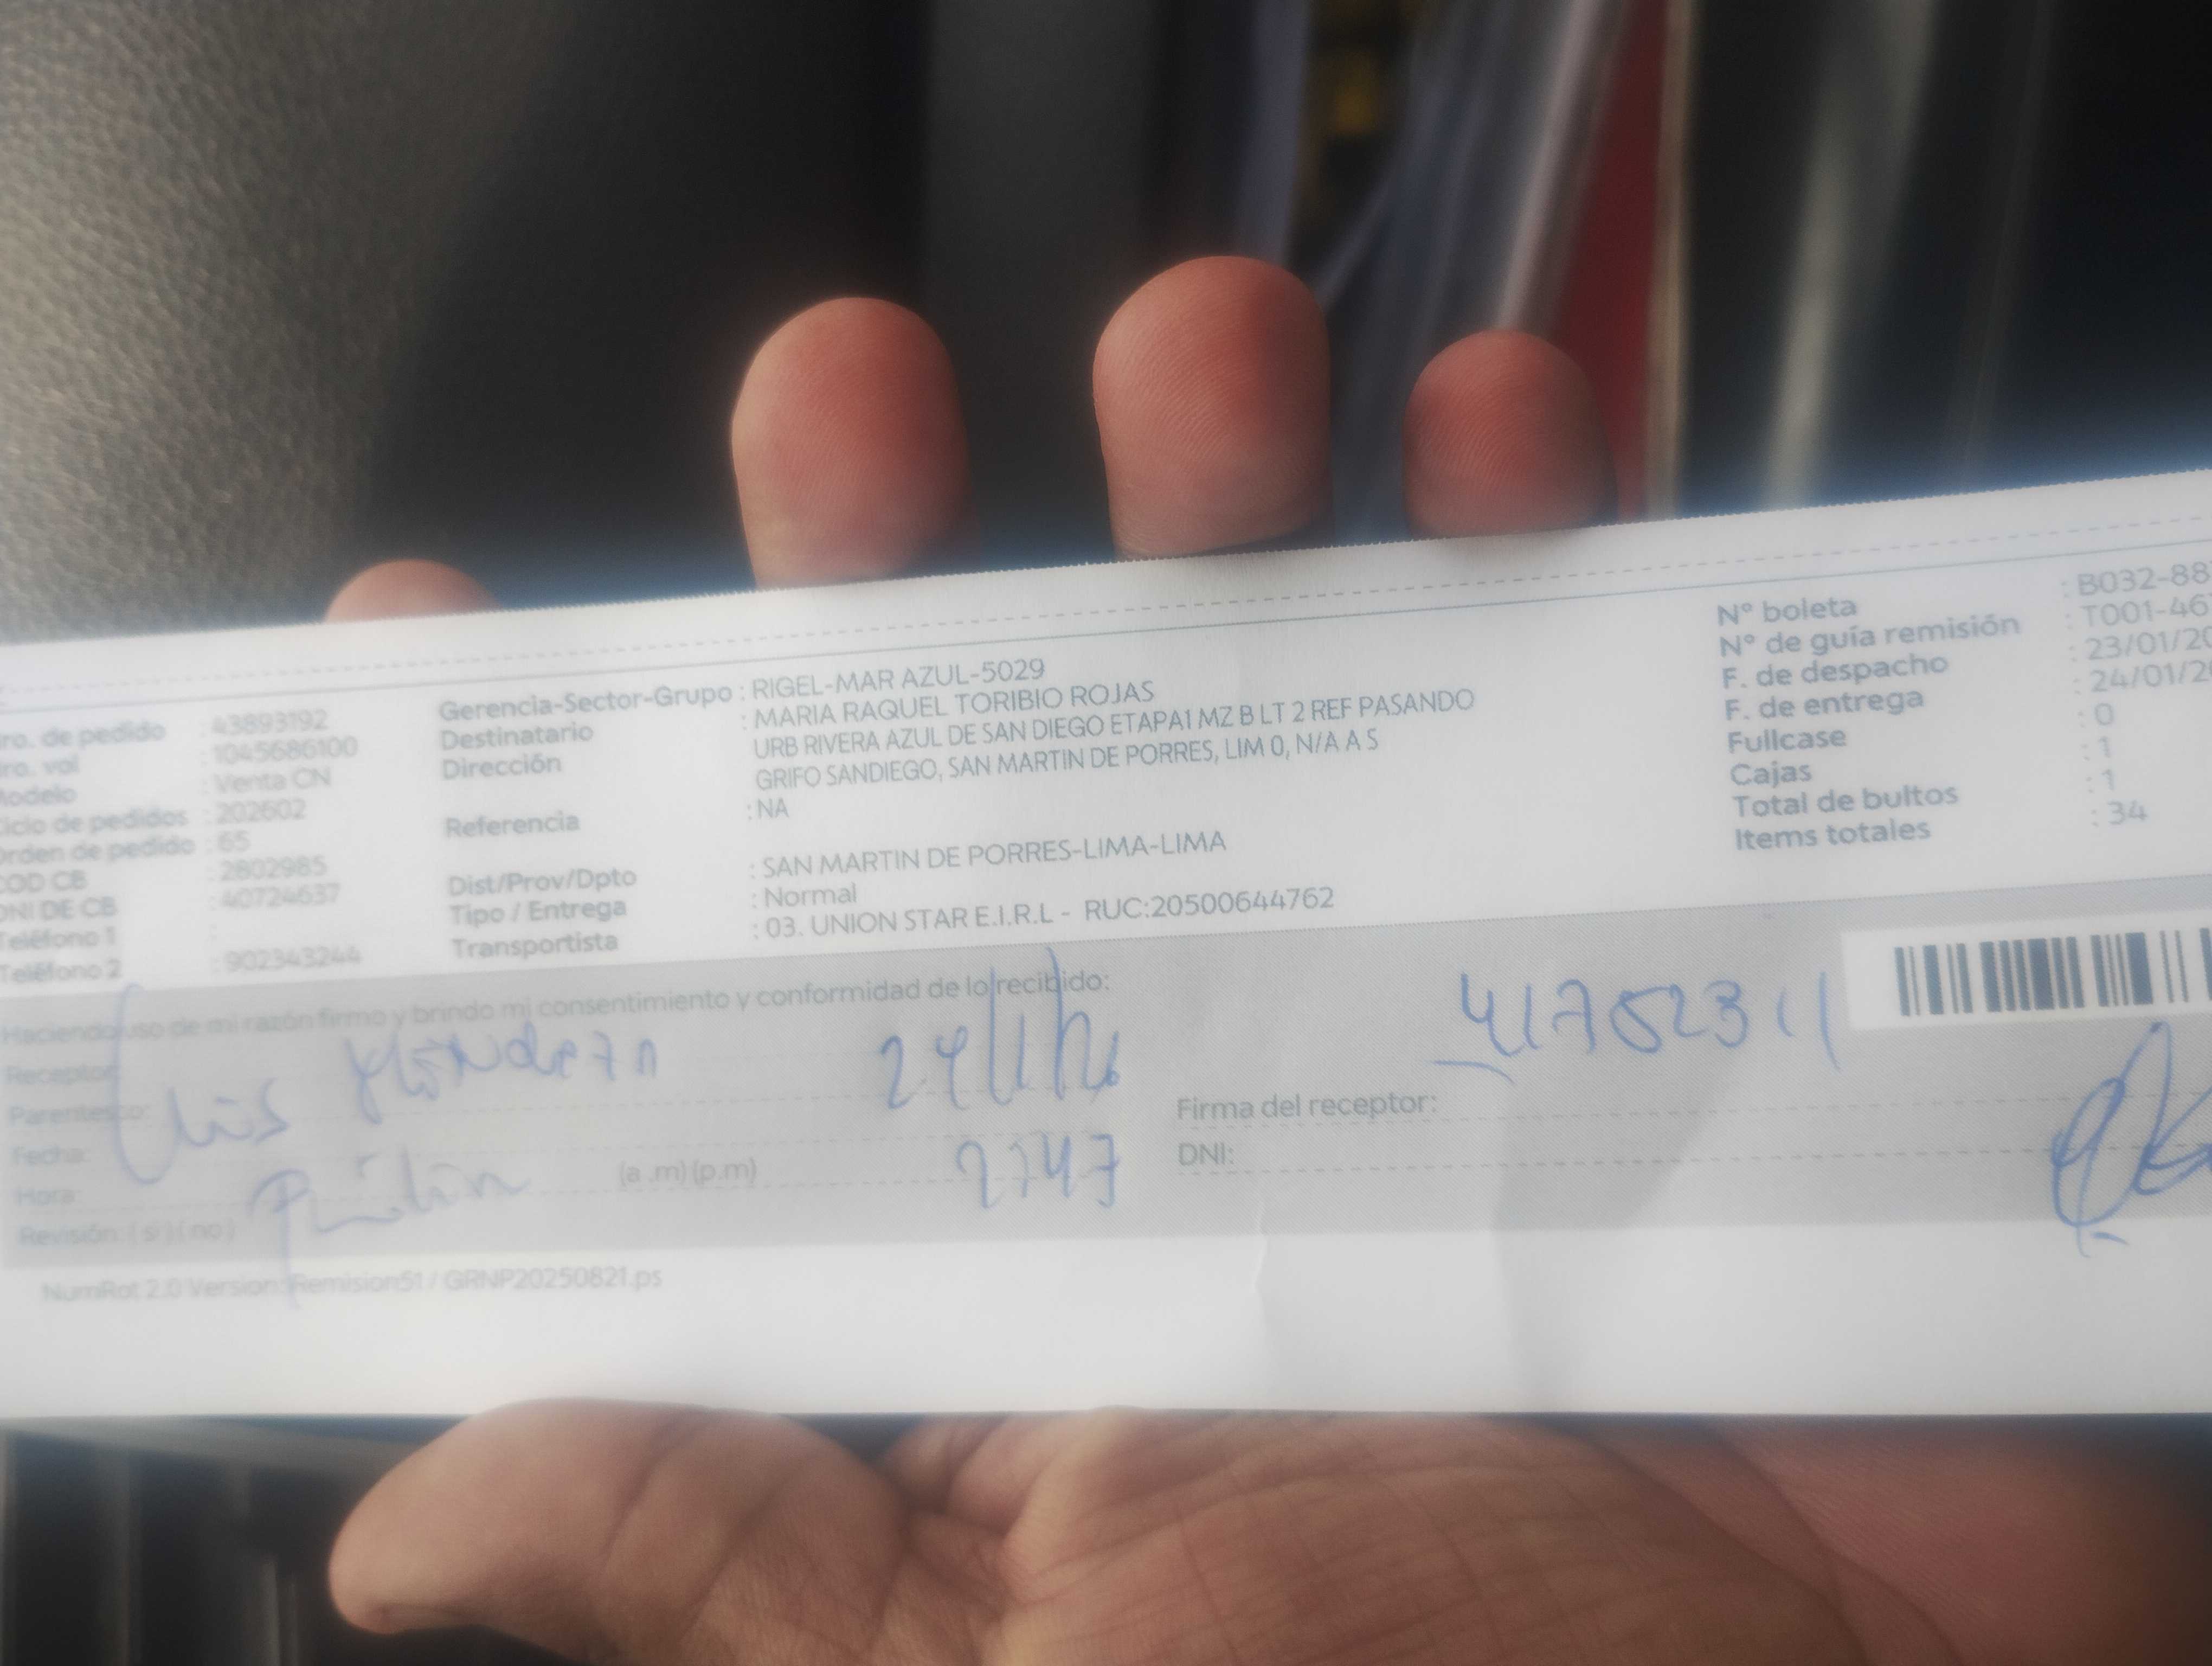 Nro. de pedido : 43893192
Nro. vol : 1045686100
Modelo : Venta CN
Ciclo de pedidos : 202602
Orden de pedido : 65
COD CB : 2802985
DNI DE CB : 40724637
Teléfono 1 :
Teléfono 2 : 902343244
Gerencia-Sector-Grupo : RIGEL-MAR AZUL-5029
Destinatario : MARIA RAQUEL TORIBIO ROJAS
Dirección URB RIVERA AZUL DE SAN DIEGO ETAPA1 MZ B LT 2 REF PASANDO
GRIFO SANDIEGO, SAN MARTIN DE PORRES, LIM 0, N/A A S
Referencia : NA
Dist/Prov/Dpto : SAN MARTIN DE PORRES-LIMA-LIMA
Tipo / Entrega : Normal
Transportista : 03. UNION STAR E.I.R.L - RUC:20500644762
N° boleta : B032-88
N° de guía remisión : T001-46
F. de despacho : 23/01/20
F. de entrega : 24/01/2
Fullcase : 0
Cajas : 1
Total de bultos : 1
Items totales : 34
Haciendo uso de mi razón firmo y brindo mi consentimiento y conformidad de lo recibido:
Receptor
Parentesco:
Luis 24/1/26
Fecha:
Hora: (a .m) (p.m)
Revisión: ( si ) ( no )
41752311
Firma del receptor:
DNI:
NumRot 2.0 Version: Remision51 / GRNP20250821.ps